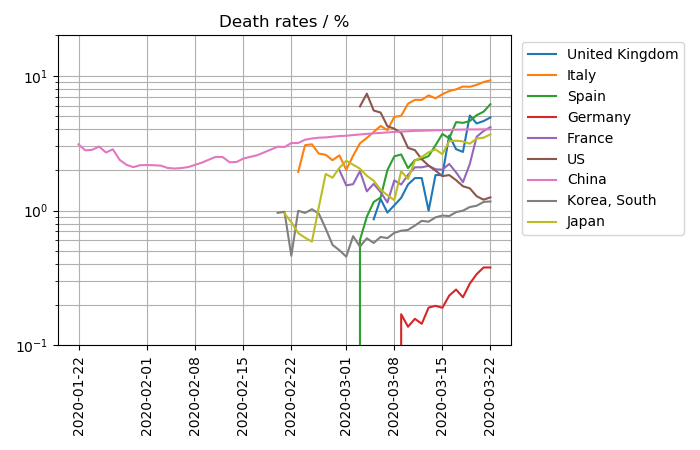 Death rates / %
10¹
10⁰
10⁻¹
2020-01-22
2020-02-01
2020-02-08
2020-02-15
2020-02-22
2020-03-01
2020-03-08
2020-03-15
2020-03-22
United Kingdom
Italy
Spain
Germany
France
US
China
Korea, South
Japan